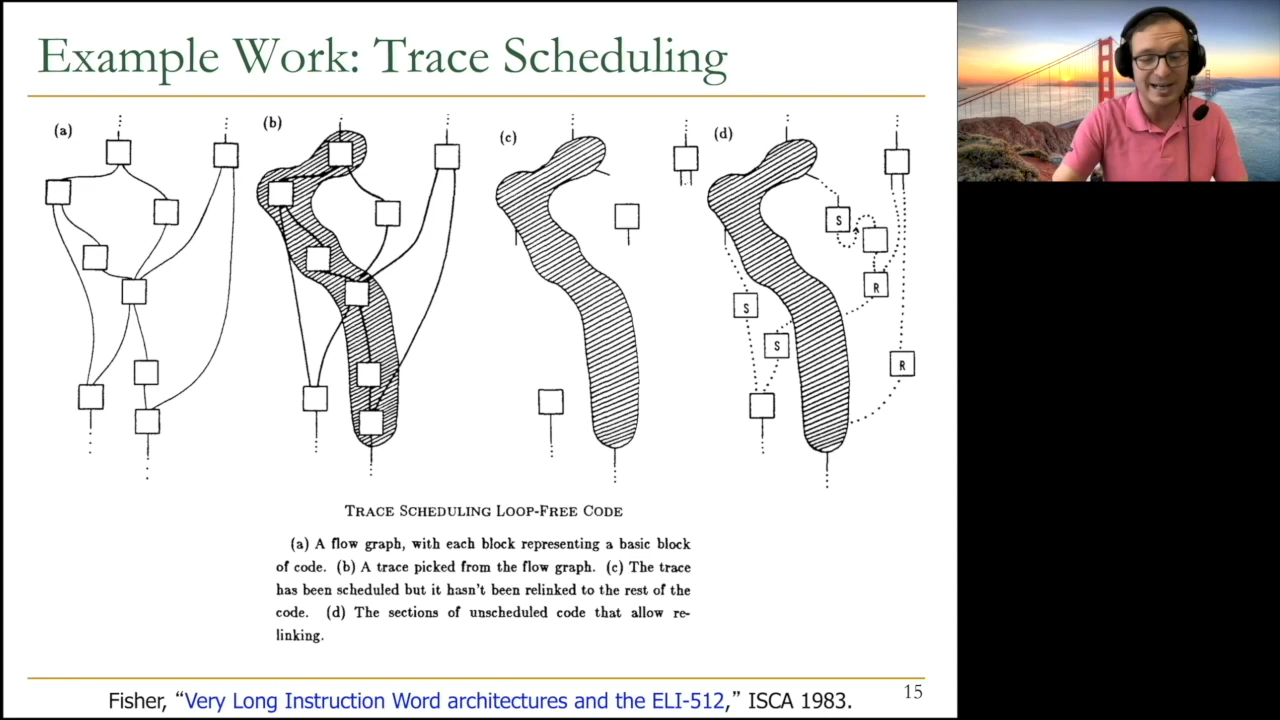 Example Work: Trace Scheduling
(a)
(b)
(c)
(d)
S
R
S
S
R
TRACE SCHEDULING LOOP-FREE CODE
(a) A flow graph, with each block representing a basic block
of code. (b) A trace picked from the flow graph. (c) The trace
has been scheduled but it hasn't been relinked to the rest of the
code. (d) The sections of unscheduled code that allow re-
linking.
Fisher, “Very Long Instruction Word architectures and the ELI-512,” ISCA 1983.
15